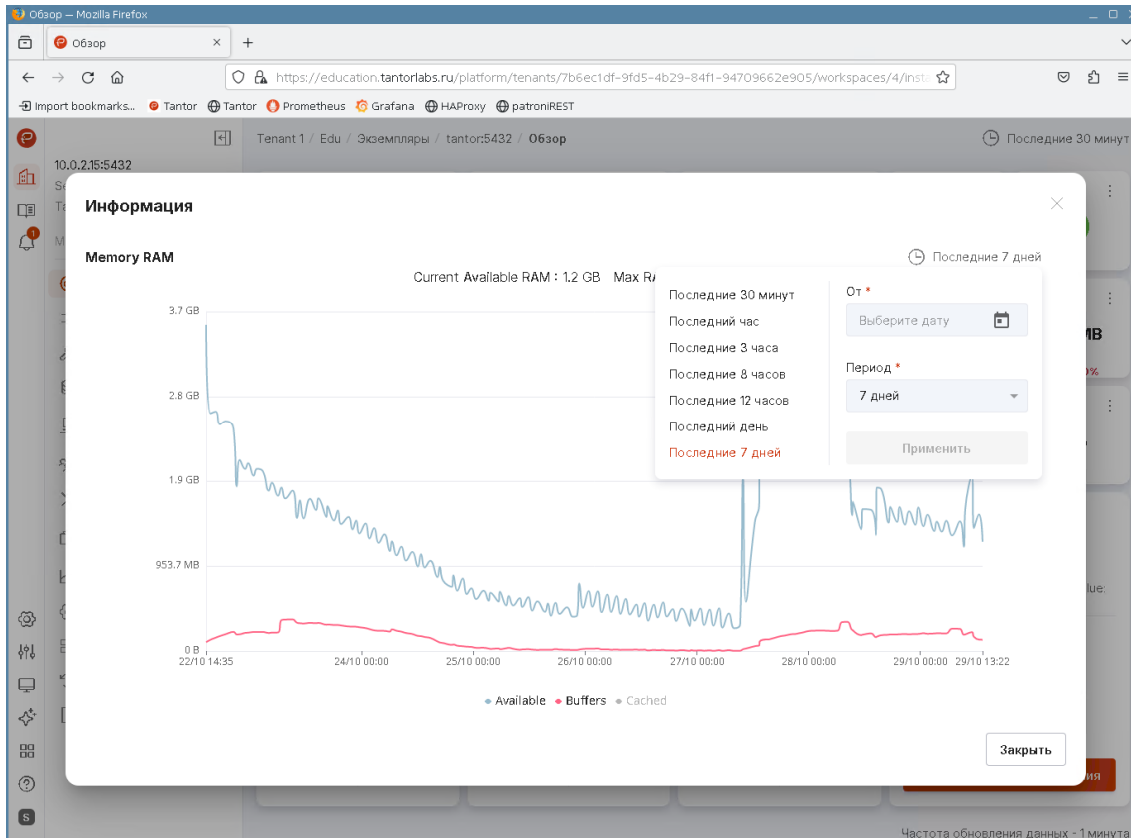 Обзор — Mozilla Firefox
Обзор
https://education.tantorlabs.ru/platform/tenants/7b6ec1df-9fd5-4b29-84f1-94709662e905/workspaces/4/insta
Import bookmarks... Tantor Tantor Prometheus Grafana HAProxy patroniREST
Tenant 1 / Edu / Экземпляры / tantor:5432 / Обзор Последние 30 минут
10.0.2.15:5432
Информация
Memory RAM Последние 7 дней
Current Available RAM : 1.2 GB Max
Последние 30 минут
Последний час
Последние 3 часа
Последние 8 часов
Последние 12 часов
Последний день
Последние 7 дней
От *
Выберите дату
Период *
7 дней
Применить
3.7 GB
2.8 GB
1.9 GB
953.7 MB
0 B
22/10 14:35 24/10 00:00 25/10 00:00 26/10 00:00 27/10 00:00 28/10 00:00 29/10 00:00 29/10 13:22
Available Buffers Cached
Закрыть
1
S
Частота обновления данных - 1 минута